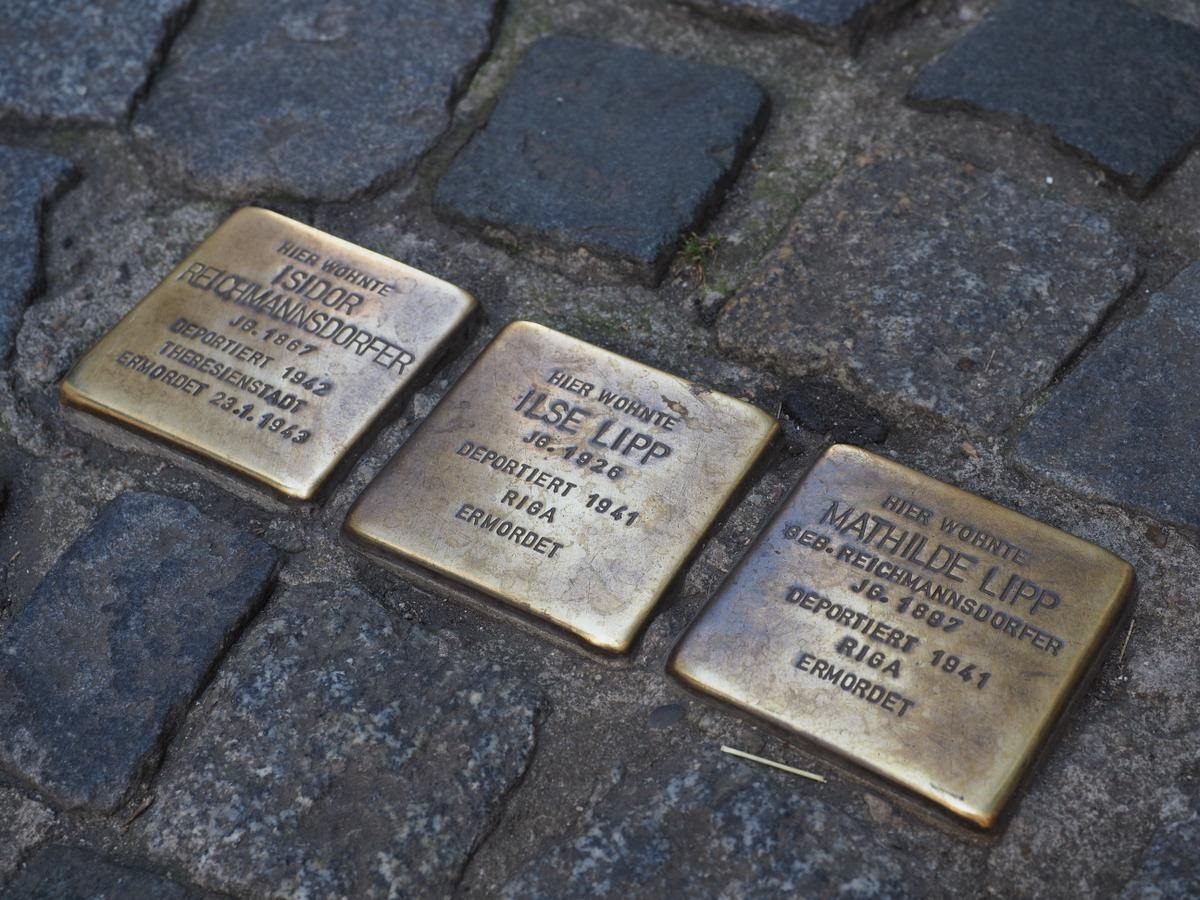 HIER WOHNTE
ISIDOR
REICHMANNSDORFER
JG. 1867
DEPORTIERT 1942
THERESIENSTADT
ERMORDET 23.1.1943
HIER WOHNTE
ILSE LIPP
JG. 1926
DEPORTIERT 1941
RIGA
ERMORDET
HIER WOHNTE
MATHILDE LIPP
GEB. REICHMANNSDORFER
JG. 1897
DEPORTIERT 1941
RIGA
ERMORDET